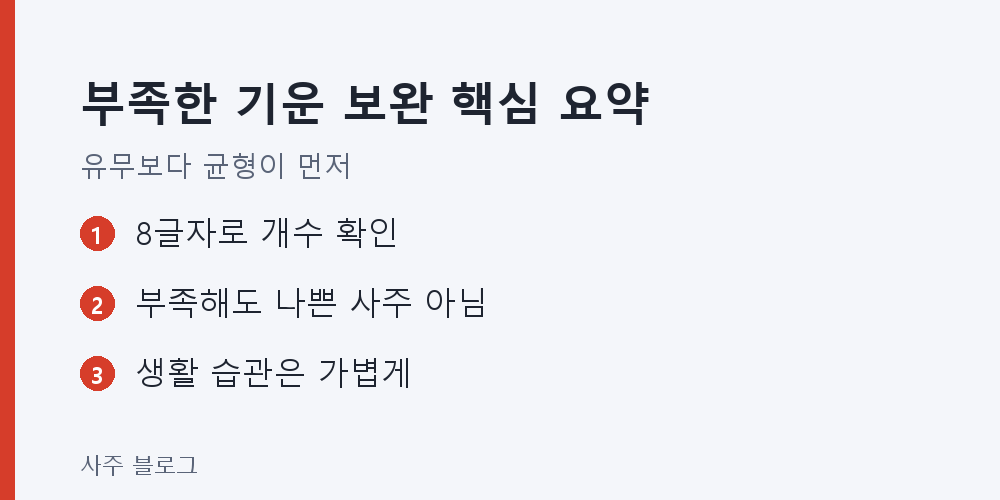 부족한 기운 보완 핵심 요약
유무보다 균형이 먼저
1 8글자로 개수 확인
2 부족해도 나쁜 사주 아님
3 생활 습관은 가볍게
사주 블로그